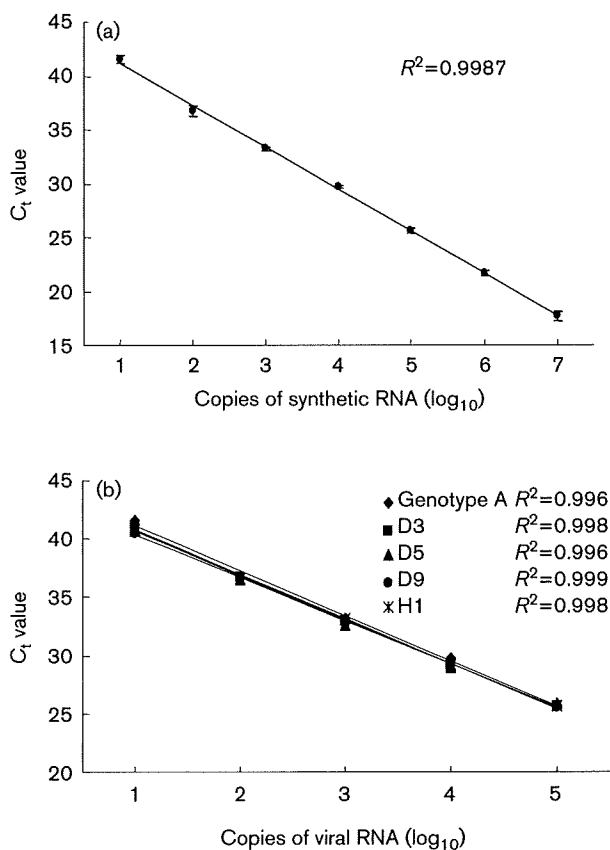 (a)
R²=0.9987
45
40
35
30
25
20
15
Ct value
1 2 3 4 5 6 7
Copies of synthetic RNA (log10)
(b)
Genotype A R²=0.996
D3 R²=0.998
D5 R²=0.996
D9 R²=0.999
H1 R²=0.998
45
40
35
30
25
20
Ct value
1 2 3 4 5
Copies of viral RNA (log10)